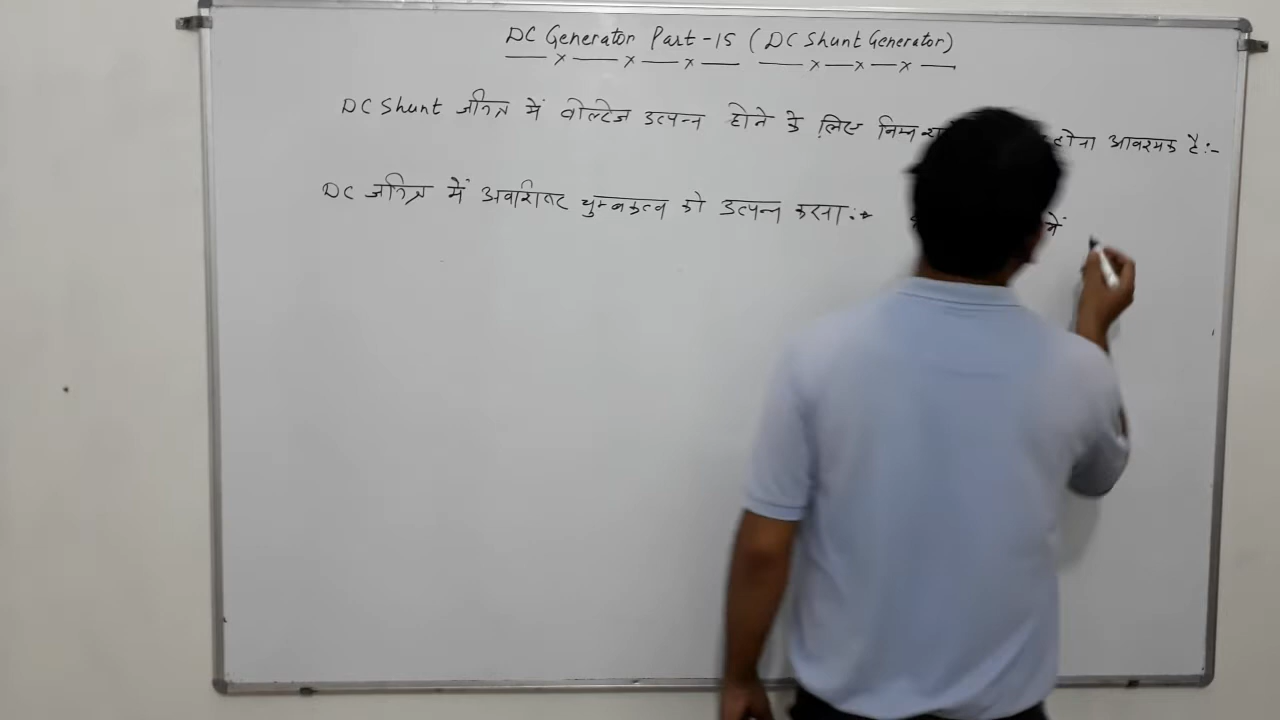 DC Generator Part -15 (DC Shunt Generator)
DC Shunt जनित्र में वोल्टेज उत्पन्न होने के लिए निम्न होना आवश्यक है:-
DC जनित्र में अवशिष्ट चुम्बकत्व को उत्पन्न करना :- में